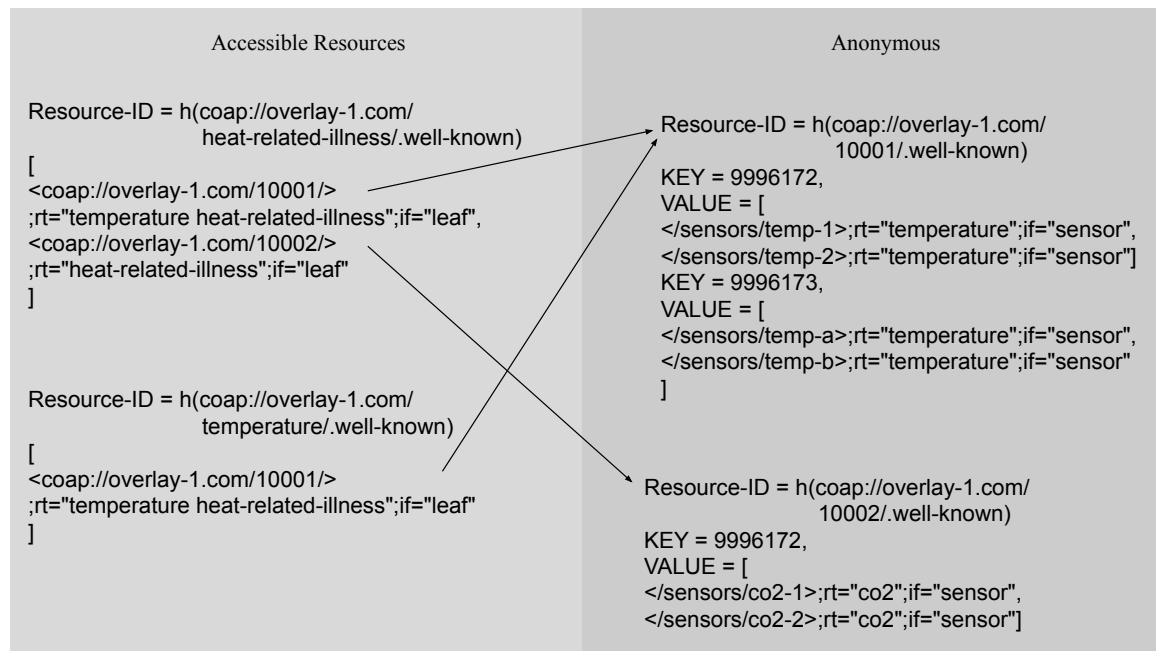 Accessible Resources
Resource-ID = h(coap://overlay-1.com/
heat-related-illness/.well-known)
[
<coap://overlay-1.com/10001/>
;rt="temperature heat-related-illness";if="leaf",
<coap://overlay-1.com/10002/>
;rt="heat-related-illness";if="leaf"
]
Resource-ID = h(coap://overlay-1.com/
temperature/.well-known)
[
<coap://overlay-1.com/10001/>
;rt="temperature heat-related-illness";if="leaf"
]
Anonymous
Resource-ID = h(coap://overlay-1.com/
10001/.well-known)
KEY = 9996172,
VALUE = [
</sensors/temp-1>;rt="temperature";if="sensor",
</sensors/temp-2>;rt="temperature";if="sensor"]
KEY = 9996173,
VALUE = [
</sensors/temp-a>;rt="temperature";if="sensor",
</sensors/temp-b>;rt="temperature";if="sensor"
]
Resource-ID = h(coap://overlay-1.com/
10002/.well-known)
KEY = 9996172,
VALUE = [
</sensors/co2-1>;rt="co2";if="sensor",
</sensors/co2-2>;rt="co2";if="sensor"]